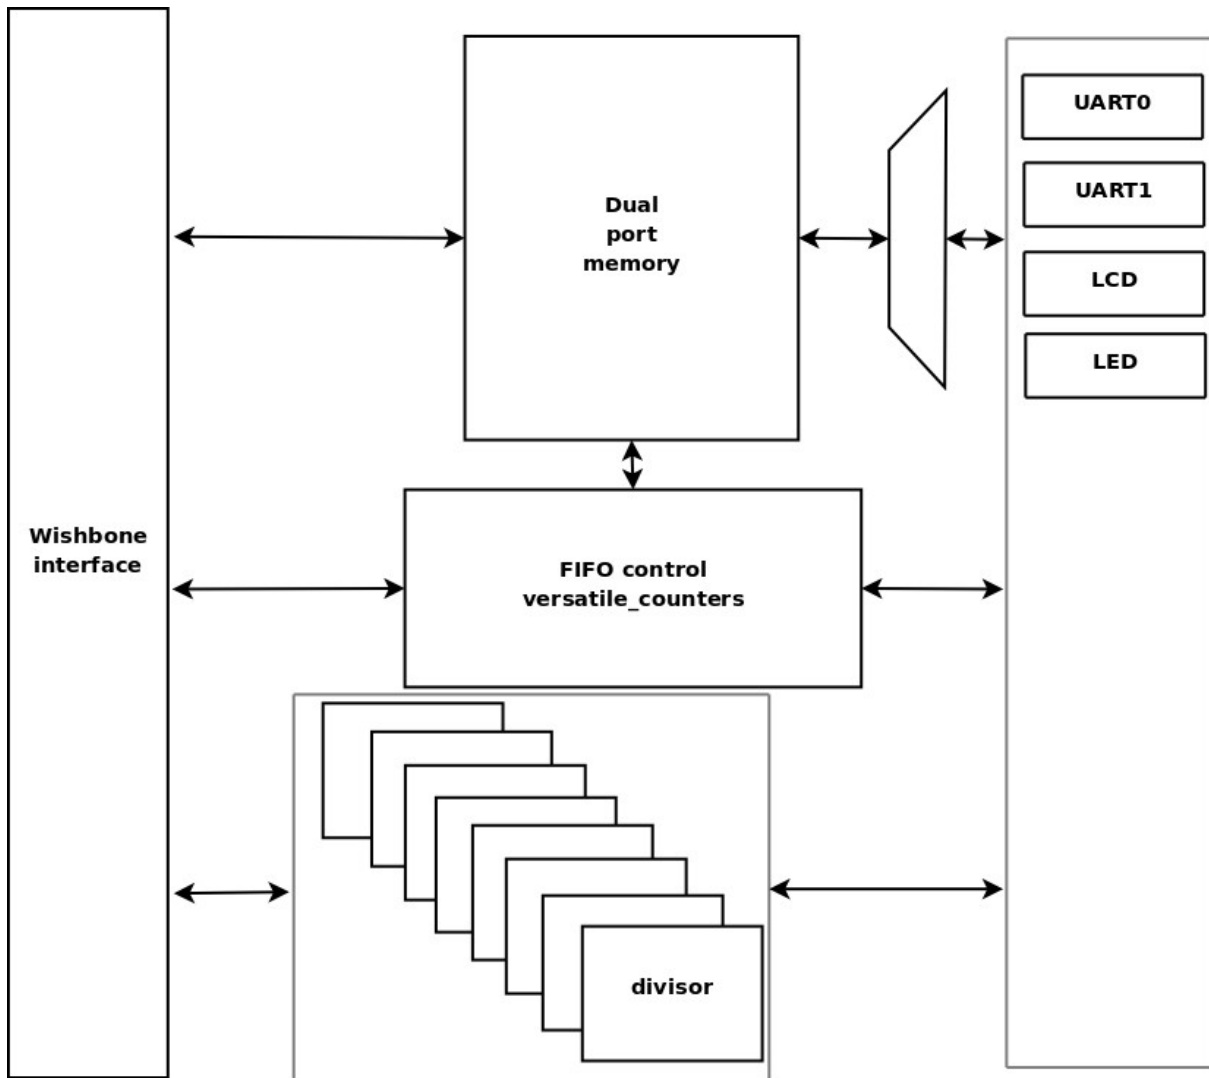 Dual
port
memory
UART0
UART1
LCD
LED
Wishbone
interface
FIFO control
versatile_counters
divisor